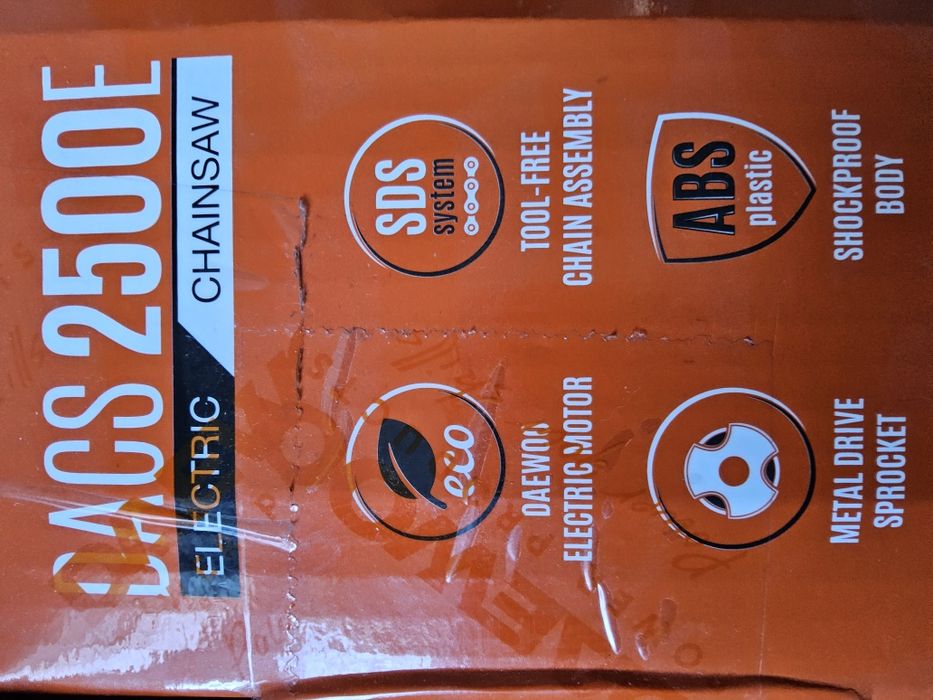 DACS 2500E
ELECTRIC CHAINSAW
eco
DAEWOO
ELECTRIC MOTOR
SDS
system
TOOL-FREE
CHAIN ASSEMBLY
METAL DRIVE
SPROCKET
ABS
plastic
SHOCKPROOF
BODY